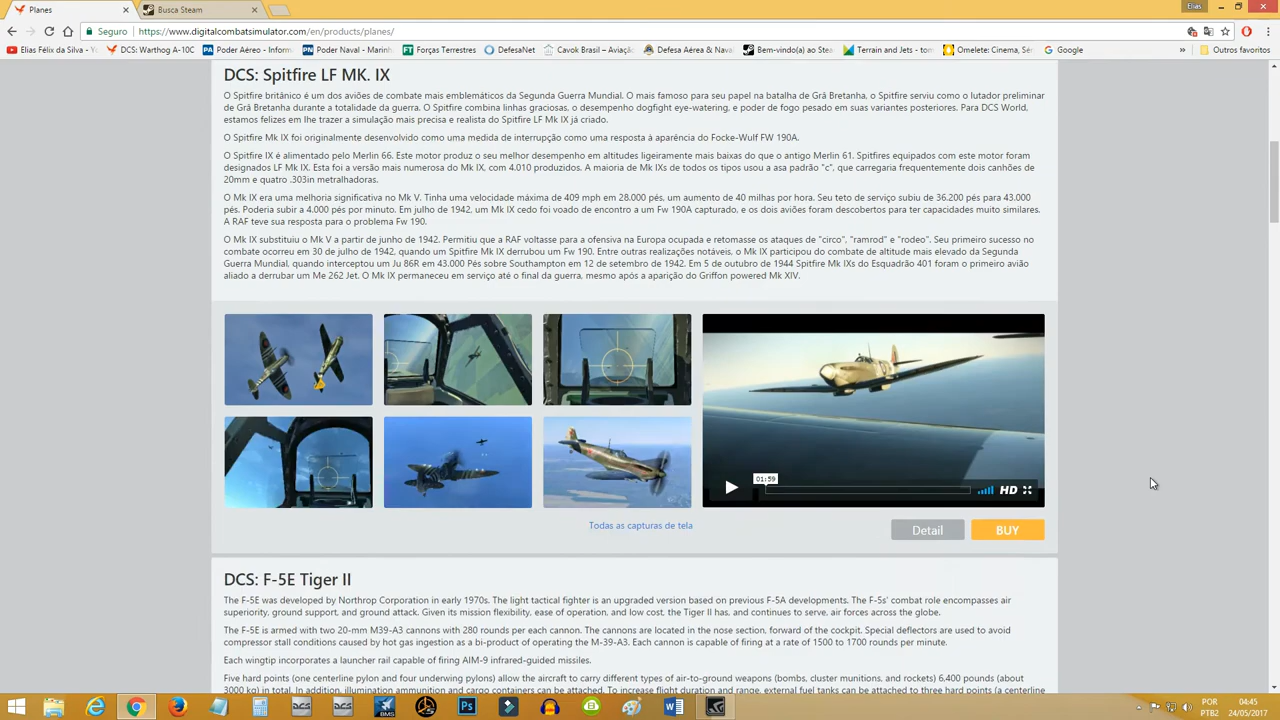 Planes
Busca Steam
Elias
Seguro
https://www.digitalcombatsimulator.com/en/products/planes/
Elias Félix da Silva - Yo
DCS: Warthog A-10C
Poder Aéreo - Inform
Poder Naval - Marinh
Forças Terrestres
DefesaNet
Cavok Brasil – Aviação
Defesa Aérea & Nava
Bem-vindo(a) ao Stea
Terrain and Jets - tom
Omelete: Cinema, Sér
Google
»
Outros favoritos
DCS: Spitfire LF MK. IX
O Spitfire britânico é um dos aviões de combate mais emblemáticos da Segunda Guerra Mundial. O mais famoso para seu papel na batalha de Grã Bretanha, o Spitfire serviu como o lutador preliminar
de Grã Bretanha durante a totalidade da guerra. O Spitfire combina linhas graciosas, o desempenho dogfight eye-watering, e poder de fogo pesado em suas variantes posteriores. Para DCS World,
estamos felizes em lhe trazer a simulação mais precisa e realista do Spitfire LF Mk IX já criado.
O Spitfire Mk IX foi originalmente desenvolvido como uma medida de interrupção como uma resposta à aparência do Focke-Wulf FW 190A.
O Spitfire IX é alimentado pelo Merlin 66. Este motor produz o seu melhor desempenho em altitudes ligeiramente mais baixas do que o antigo Merlin 61. Spitfires equipados com este motor foram
designados LF Mk IX. Esta foi a versão mais numerosa do Mk IX, com 4.010 produzidos. A maioria de Mk IXs de todos os tipos usou a asa padrão "c", que carregaria frequentemente dois canhões de
20mm e quatro .303in metralhadoras.
O Mk IX era uma melhoria significativa no Mk V. Tinha uma velocidade máxima de 409 mph em 28.000 pés, um aumento de 40 milhas por hora. Seu teto de serviço subiu de 36.200 pés para 43.000
pés. Poderia subir a 4.000 pés por minuto. Em julho de 1942, um Mk IX cedo foi voado de encontro a um Fw 190A capturado, e os dois aviões foram descobertos para ter capacidades muito similares.
A RAF teve sua resposta para o problema Fw 190.
O Mk IX substituiu o Mk V a partir de junho de 1942. Permitiu que a RAF voltasse para a ofensiva na Europa ocupada e retomasse os ataques de "circo", "ramrod" e "rodeo". Seu primeiro sucesso no
combate ocorreu em 30 de julho de 1942, quando um Spitfire Mk IX derrubou um Fw 190. Entre outras realizações notáveis, o Mk IX participou do combate de altitude mais elevado da Segunda
Guerra Mundial, quando interceptou um Ju 86R em 43.000 Pés sobre Southampton em 12 de setembro de 1942. Em 5 de outubro de 1944 Spitfire Mk IXs do Esquadrão 401 foram o primeiro avião
aliado a derrubar um Me 262 Jet. O Mk IX permaneceu em serviço até o final da guerra, mesmo após a aparição do Griffon powered Mk XIV.
01:59
HD
Todas as capturas de tela
Detail
BUY
DCS: F-5E Tiger II
The F-5E was developed by Northrop Corporation in early 1970s. The light tactical fighter is an upgraded version based on previous F-5A developments. The F-5s' combat role encompasses air
superiority, ground support, and ground attack. Given its mission flexibility, ease of operation, and low cost, the Tiger II has, and continues to serve, air forces across the globe.
The F-5E is armed with two 20-mm M39-A3 cannons with 280 rounds per each cannon. The cannons are located in the nose section, forward of the cockpit. Special deflectors are used to avoid
compressor stall conditions caused by hot gas ingestion as a bi-product of operating the M-39-A3. Each cannon is capable of firing at a rate of 1500 to 1700 rounds per minute.
Each wingtip incorporates a launcher rail capable of firing AIM-9 infrared-guided missiles.
Five hard points (one centerline pylon and four underwing pylons) allow the aircraft to carry different types of air-to-ground weapons (bombs, cluster munitions, and rockets) 6.400 pounds (about
3000 kg) in total. In addition, illumination ammunition and cargo containers can be attached. To increase flight duration and range, external fuel tanks can be attached to three hard points (a centerline
DCS
DCS
BMS
Ps
W
POR
PTB2
04:45
24/05/2017